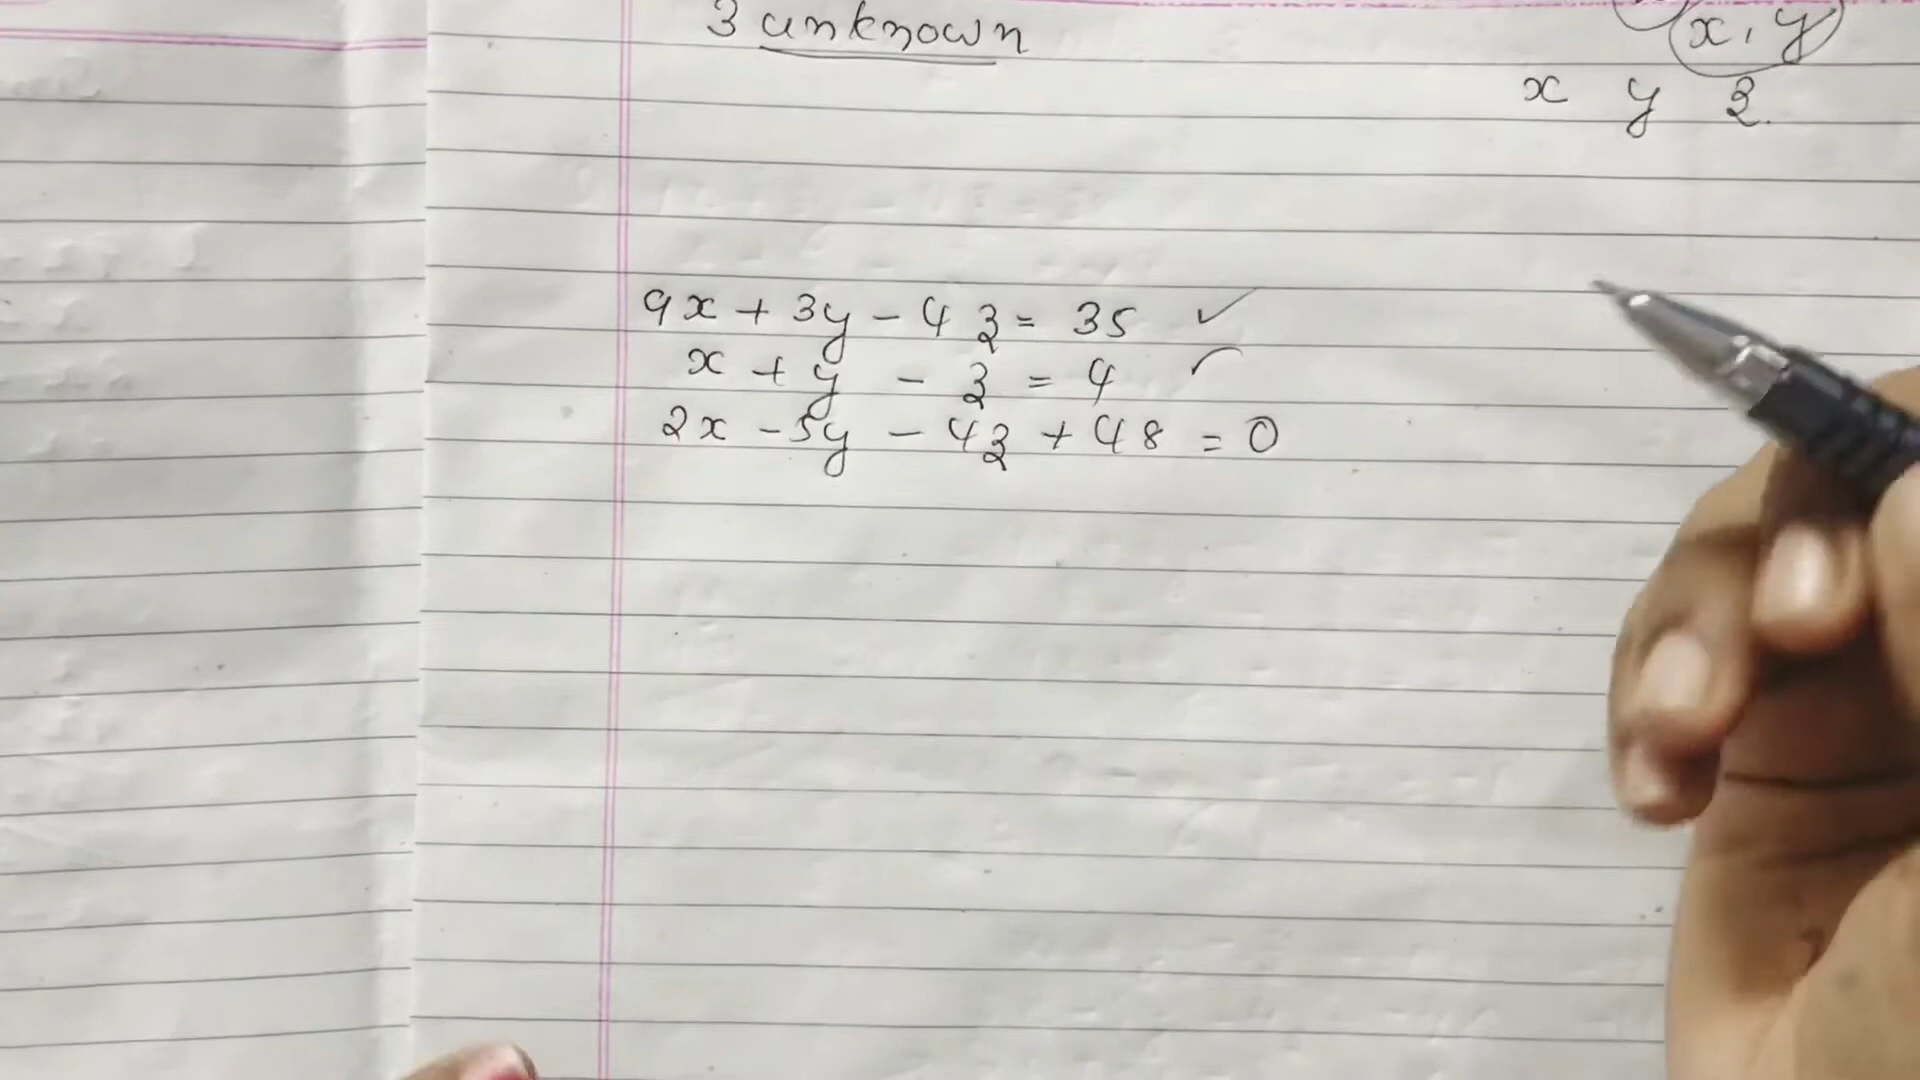 3 unknown
x, y
x y z
9x + 3y - 4z = 35 ✓
x + y - z = 4 ✓
2x - 5y - 4z + 48 = 0